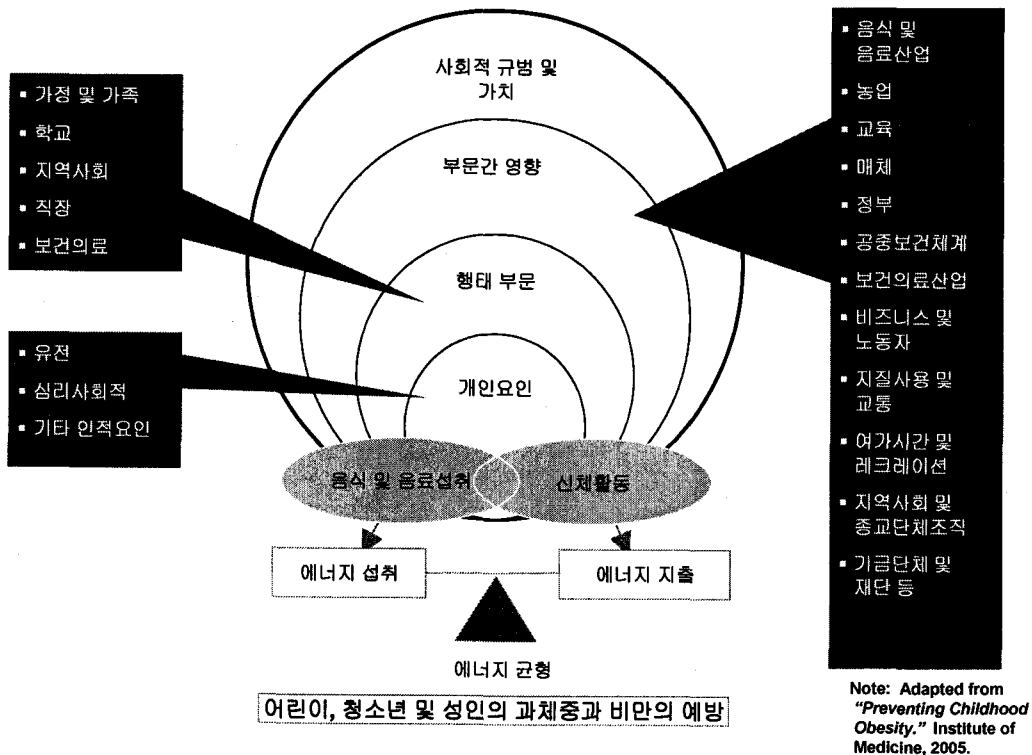 사회적 규범 및
가치
부문간 영향
행태 부문
개인요인
▪ 가정 및 가족
▪ 학교
▪ 지역사회
▪ 직장
▪ 보건의료
▪ 유전
▪ 심리사회적
▪ 기타 인적요인
▪ 음식 및
음료산업
▪ 농업
▪ 교육
▪ 매체
▪ 정부
▪ 공중보건체계
▪ 보건의료산업
▪ 비즈니스 및
노동자
▪ 지질사용 및
교통
▪ 여가시간 및
레크레이션
▪ 지역사회 및
종교단체조직
▪ 기금단체 및
재단 등
음식 및 음료섭취
신체활동
에너지 섭취
에너지 지출
에너지 균형
어린이, 청소년 및 성인의 과체중과 비만의 예방
Note: Adapted from
"Preventing Childhood
Obesity." Institute of
Medicine, 2005.